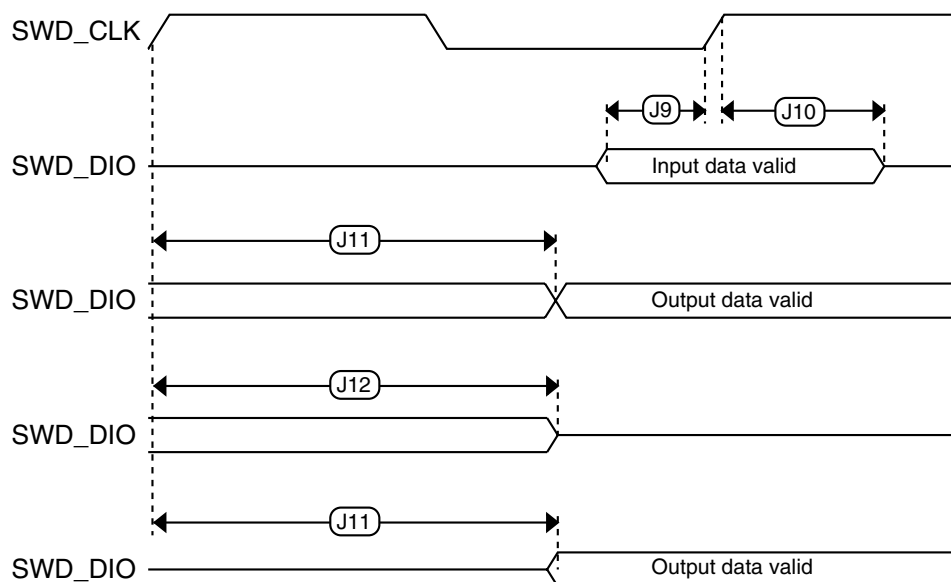 SWD_CLK
J9
J10
SWD_DIO
Input data valid
J11
SWD_DIO
Output data valid
J12
SWD_DIO
J11
SWD_DIO
Output data valid